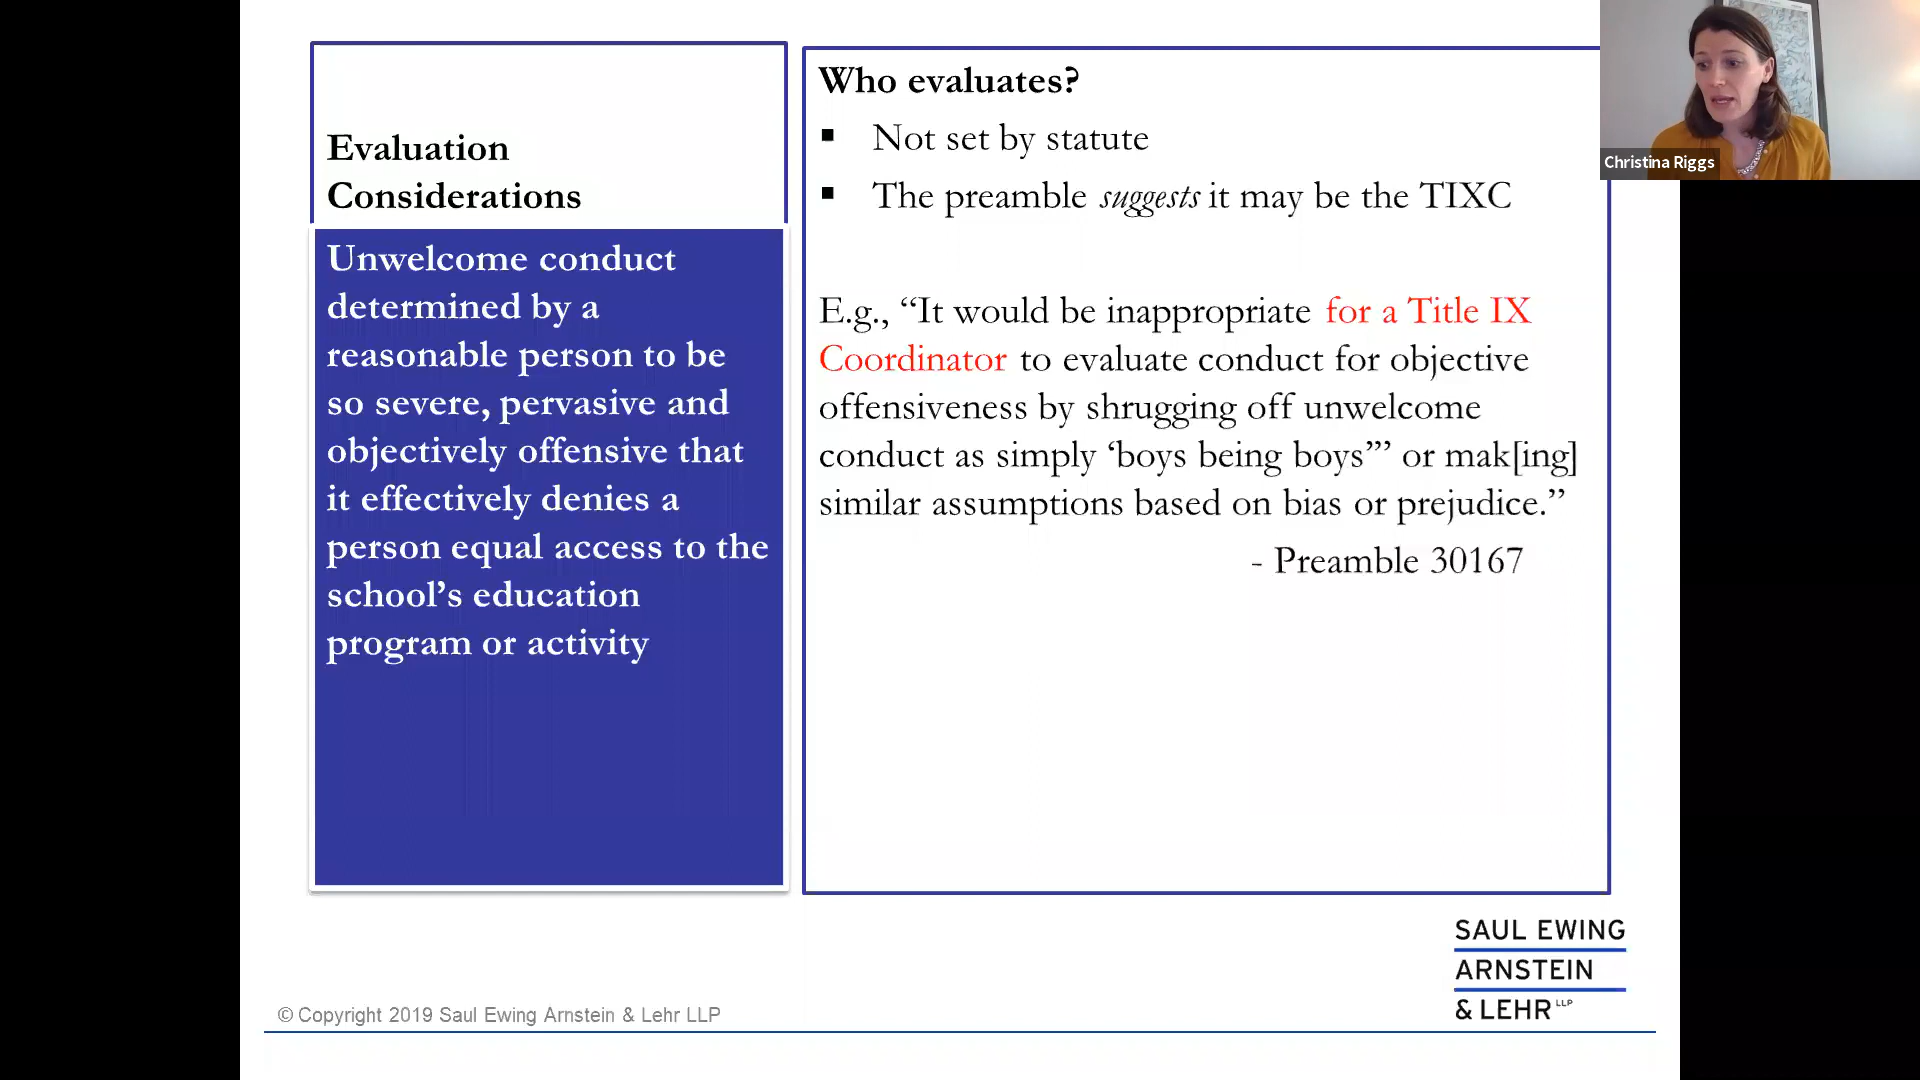 Evaluation
Considerations
Unwelcome conduct
determined by a
reasonable person to be
so severe, pervasive and
objectively offensive that
it effectively denies a
person equal access to the
school’s education
program or activity
Who evaluates?
▪ Not set by statute
▪ The preamble suggests it may be the TIXC
E.g., “It would be inappropriate for a Title IX
Coordinator to evaluate conduct for objective
offensiveness by shrugging off unwelcome
conduct as simply ‘boys being boys’” or mak[ing]
similar assumptions based on bias or prejudice.”
- Preamble 30167
Christina Riggs
SAUL EWING
ARNSTEIN
& LEHR LLP
© Copyright 2019 Saul Ewing Arnstein & Lehr LLP